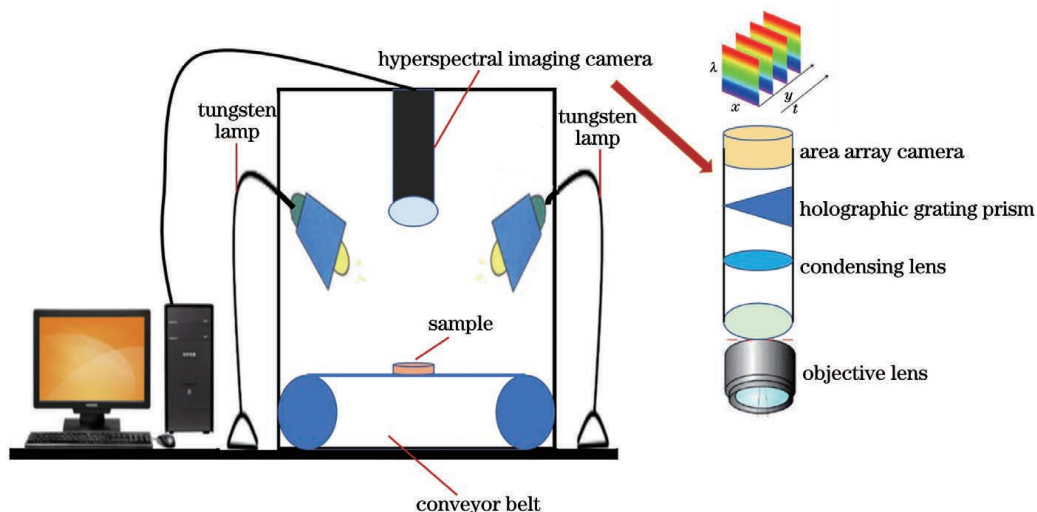 hyperspectral imaging camera
tungsten
lamp
tungsten
lamp
sample
conveyor belt
λ
x
y
t
area array camera
holographic grating prism
condensing lens
objective lens